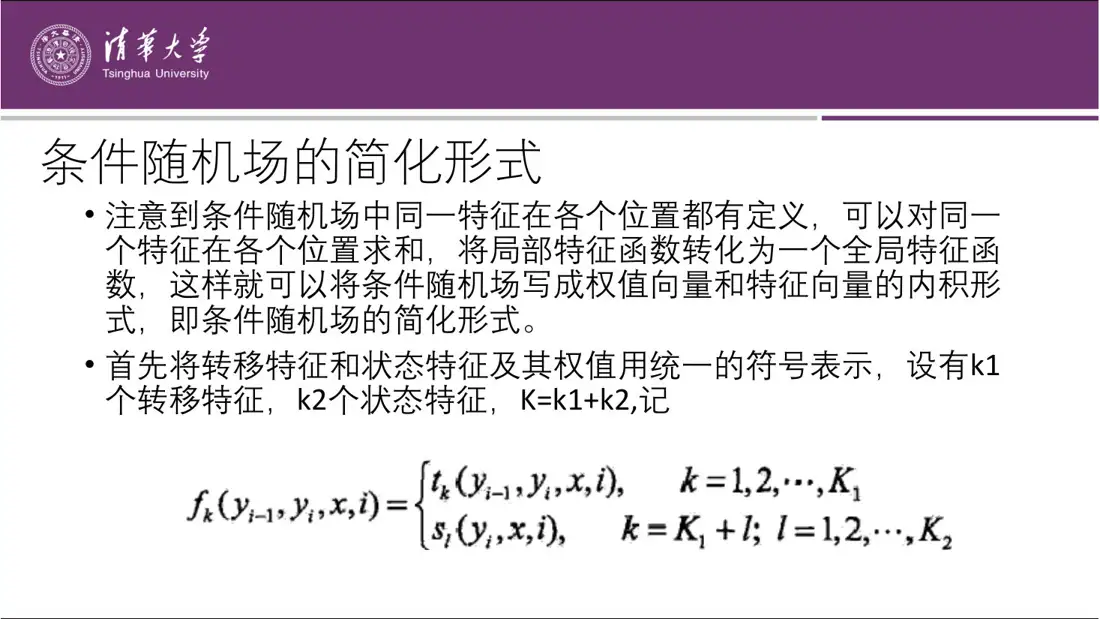 清華大学
Tsinghua University
条件随机场的简化形式
• 注意到条件随机场中同一特征在各个位置都有定义，可以对同一
个特征在各个位置求和，将局部特征函数转化为一个全局特征函
数，这样就可以将条件随机场写成权值向量和特征向量的内积形
式，即条件随机场的简化形式。
• 首先将转移特征和状态特征及其权值用统一的符号表示，设有k1
个转移特征，k2个状态特征，K=k1+k2,记
f_k(y_{i-1}, y_i, x, i) = { t_k(y_{i-1}, y_i, x, i), k = 1,2,⋯,K_1
s_l(y_i, x, i), k = K_1 + l; l = 1,2,⋯,K_2